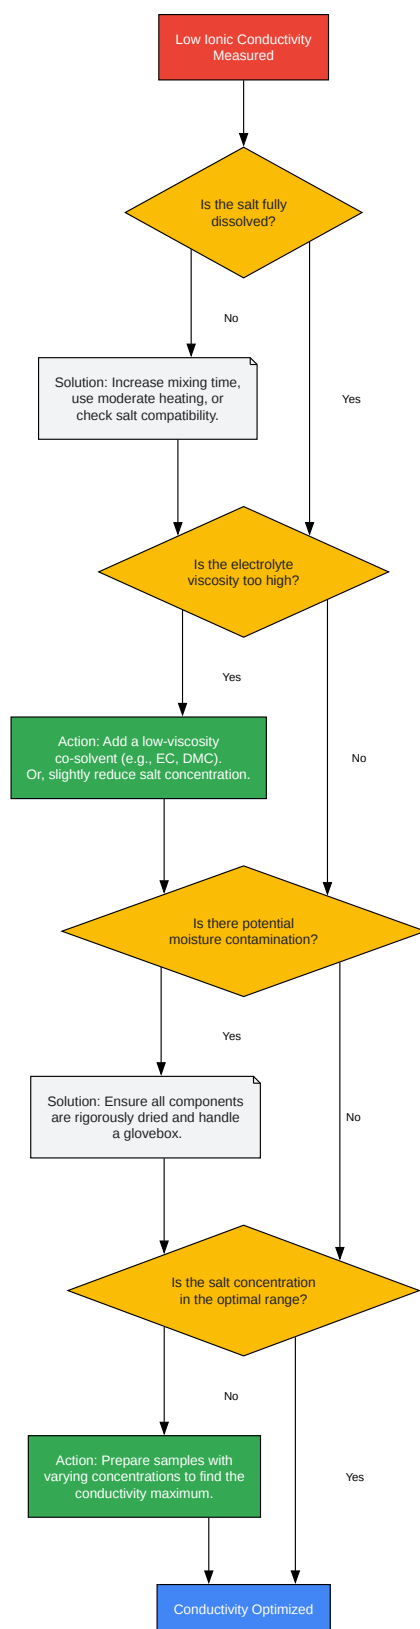 Low Ionic Conductivity
Measured
Is the salt fully
dissolved?
No
Solution: Increase mixing time,
use moderate heating, or
check salt compatibility.
Yes
Is the electrolyte
viscosity too high?
Yes
Action: Add a low-viscosity
co-solvent (e.g., EC, DMC).
Or, slightly reduce salt concentration.
No
Is there potential
moisture contamination?
Yes
Solution: Ensure all components
are rigorously dried and handle
a glovebox.
No
Is the salt concentration
in the optimal range?
No
Action: Prepare samples with
varying concentrations to find the
conductivity maximum.
Yes
Conductivity Optimized